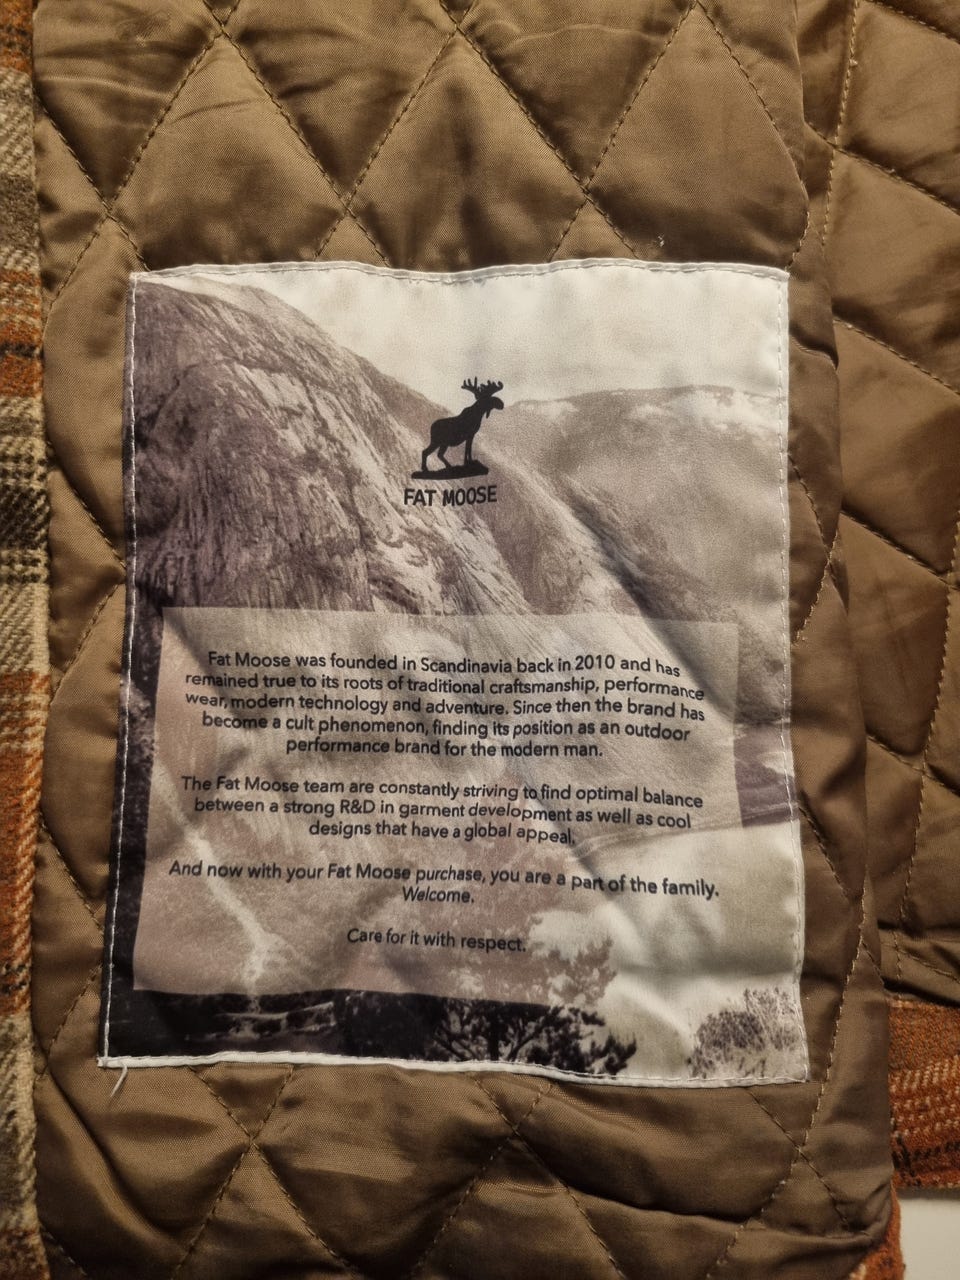 FAT MOOSE
Fat Moose was founded in Scandinavia back in 2010 and has
remained true to its roots of traditional craftsmanship, performance
wear, modern technology and adventure. Since then the brand has
become a cult phenomenon, finding its position as an outdoor
performance brand for the modern man.
The Fat Moose team are constantly striving to find optimal balance
between a strong R&D in garment development as well as cool
designs that have a global appeal.
And now with your Fat Moose purchase, you are a part of the family.
Welcome.
Care for it with respect.